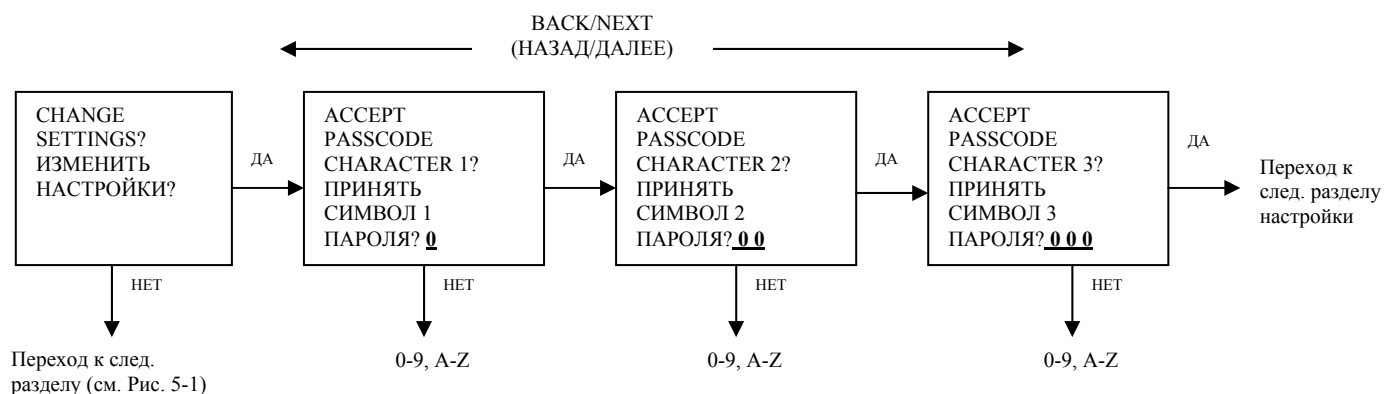 BACK/NEXT
(НАЗАД/ДАЛЕЕ)
CHANGE
SETTINGS?
ИЗМЕНИТЬ
НАСТРОЙКИ?
ДА
ACCEPT
PASSCODE
CHARACTER 1?
ПРИНЯТЬ
СИМВОЛ 1
ПАРОЛЯ? 0
ДА
ACCEPT
PASSCODE
CHARACTER 2?
ПРИНЯТЬ
СИМВОЛ 2
ПАРОЛЯ? 0 0
ДА
ACCEPT
PASSCODE
CHARACTER 3?
ПРИНЯТЬ
СИМВОЛ 3
ПАРОЛЯ? 0 0 0
ДА
Переход к
след. разделу
настройки
НЕТ
НЕТ
НЕТ
НЕТ
Переход к след.
разделу (см. Рис. 5-1)
0-9, A-Z
0-9, A-Z
0-9, A-Z